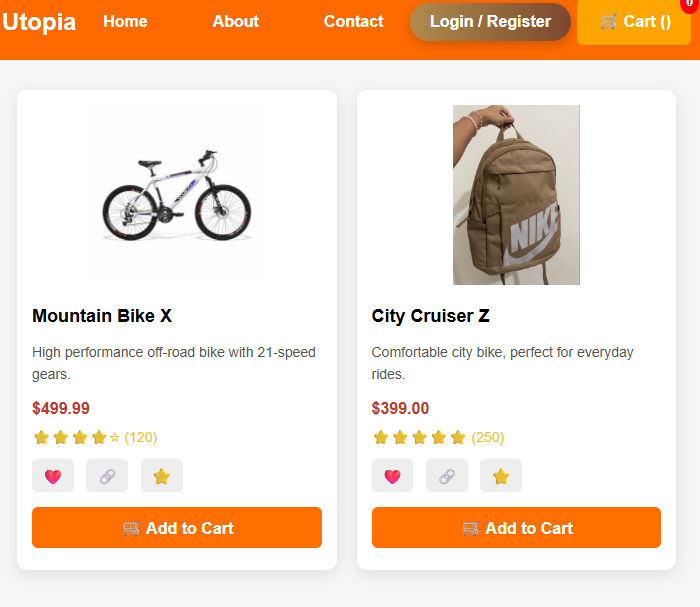 Utopia Home About Contact Login / Register 🛒 Cart () 0
NIKE
Mountain Bike X
High performance off-road bike with 21-speed
gears.
$499.99
⭐⭐⭐⭐☆ (120)
🛒 Add to Cart
City Cruiser Z
Comfortable city bike, perfect for everyday
rides.
$399.00
⭐⭐⭐⭐⭐ (250)
🛒 Add to Cart